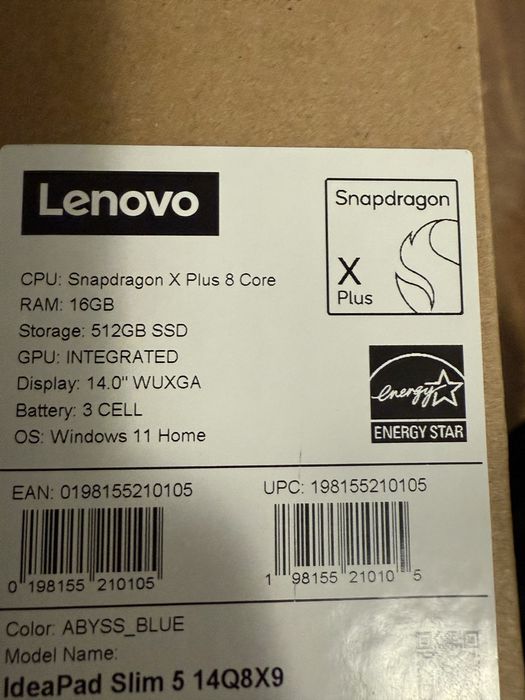 Lenovo
Snapdragon
X
Plus
CPU: Snapdragon X Plus 8 Core
RAM: 16GB
Storage: 512GB SSD
GPU: INTEGRATED
Display: 14.0" WUXGA
Battery: 3 CELL
OS: Windows 11 Home
energy
ENERGY STAR
EAN: 0198155210105
UPC: 198155210105
0 198155 210105
1 98155 21010 5
Color: ABYSS_BLUE
Model Name:
IdeaPad Slim 5 14Q8X9